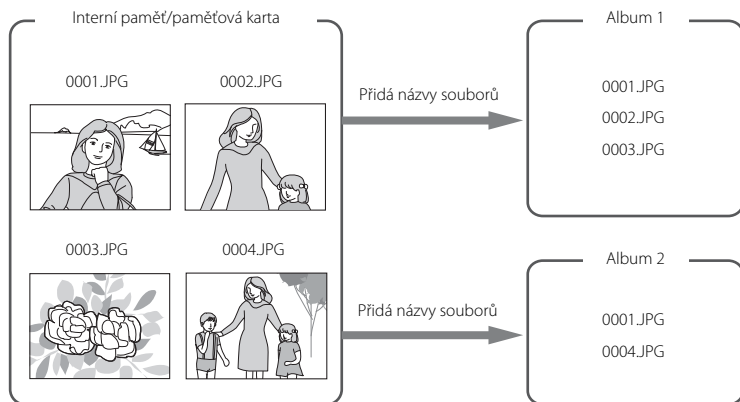 Interní paměť/paměťová karta
0001.JPG
0002.JPG
0003.JPG
0004.JPG
Přidá názvy souborů
Album 1
0001.JPG
0002.JPG
0003.JPG
Přidá názvy souborů
Album 2
0001.JPG
0004.JPG